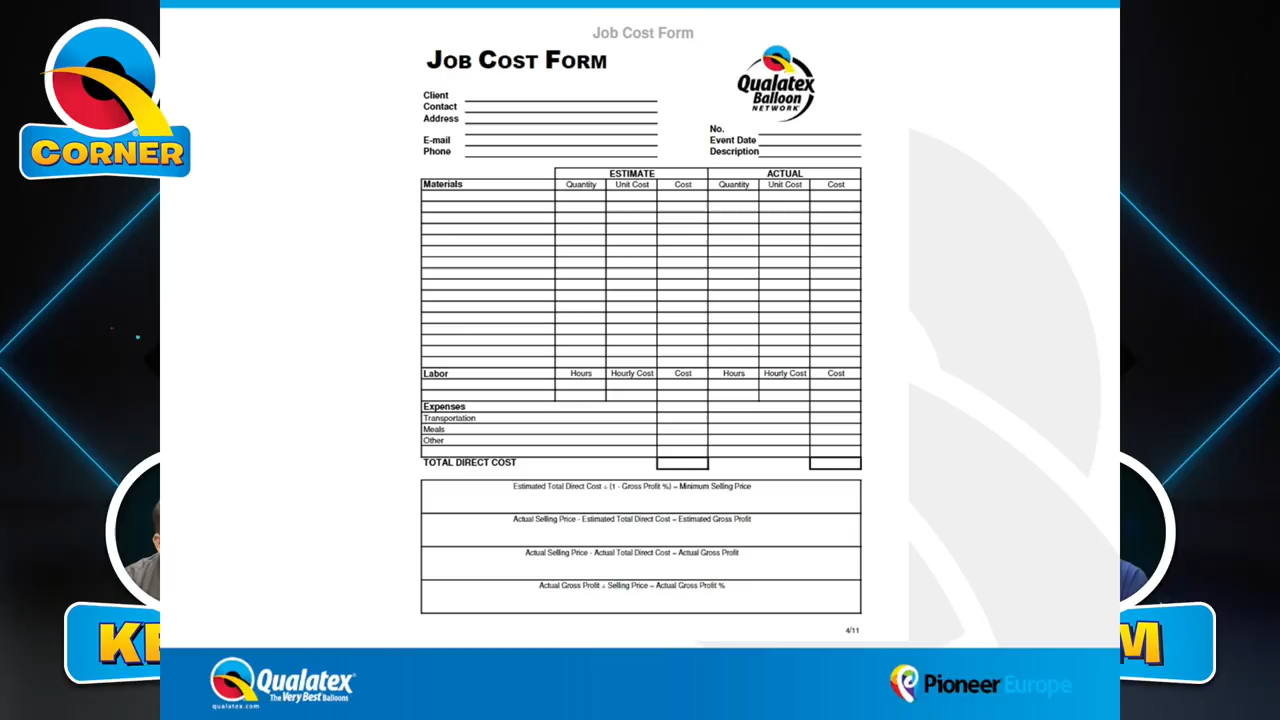 Job Cost Form
JOB COST FORM
Qualatex
Balloon
NETWORK
CORNER
®
Client
Contact
Address
E-mail
Phone
No.
Event Date
Description
ESTIMATE ACTUAL
Materials Quantity Unit Cost Cost Quantity Unit Cost Cost
Labor Hours Hourly Cost Cost Hours Hourly Cost Cost
Expenses
Transportation
Meals
Other
TOTAL DIRECT COST
Estimated Total Direct Cost ÷ (1 - Gross Profit %) = Minimum Selling Price
Actual Selling Price - Estimated Total Direct Cost = Estimated Gross Profit
Actual Selling Price - Actual Total Direct Cost = Actual Gross Profit
Actual Gross Profit ÷ Selling Price = Actual Gross Profit %
4/11
Qualatex
The Very Best Balloons
qualatex.com
Pioneer Europe